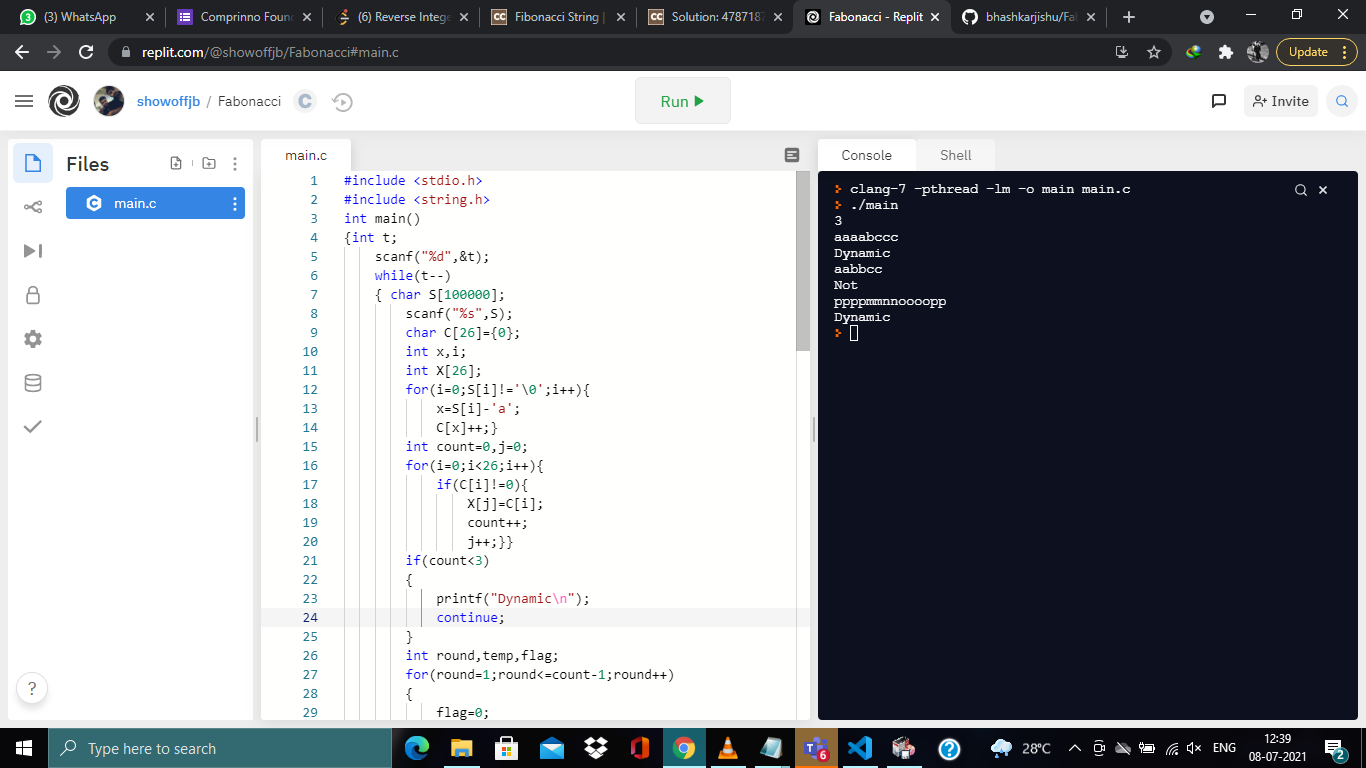 (3) WhatsApp
Comprinno Foun
(6) Reverse Intege
Fibonacci String |
Solution: 4787187
Fabonacci - Replit
bhashkarjishu/Fab
replit.com/@showoffjb/Fabonacci#main.c
Update
showoffjb / Fabonacci
C
Run
Invite
Files
main.c
main.c
1 #include <stdio.h>
2 #include <string.h>
3 int main()
4 {int t;
5 scanf("%d",&t);
6 while(t--)
7 { char S[100000];
8 scanf("%s",S);
9 char C[26]={0};
10 int x,i;
11 int X[26];
12 for(i=0;S[i]!='\0';i++){
13 x=S[i]-'a';
14 C[x]++;}
15 int count=0,j=0;
16 for(i=0;i<26;i++){
17 if(C[i]!=0){
18 X[j]=C[i];
19 count++;
20 j++;}}
21 if(count<3)
22 {
23 printf("Dynamic\n");
24 continue;
25 }
26 int round,temp,flag;
27 for(round=1;round<=count-1;round++)
28 {
29 flag=0;
Console
Shell
clang-7 -pthread -lm -o main main.c
./main
3
aaaabccc
Dynamic
aabbcc
Not
ppppmmnnoooopp
Dynamic
?
Type here to search
6
28°C
ENG
12:39
08-07-2021
2